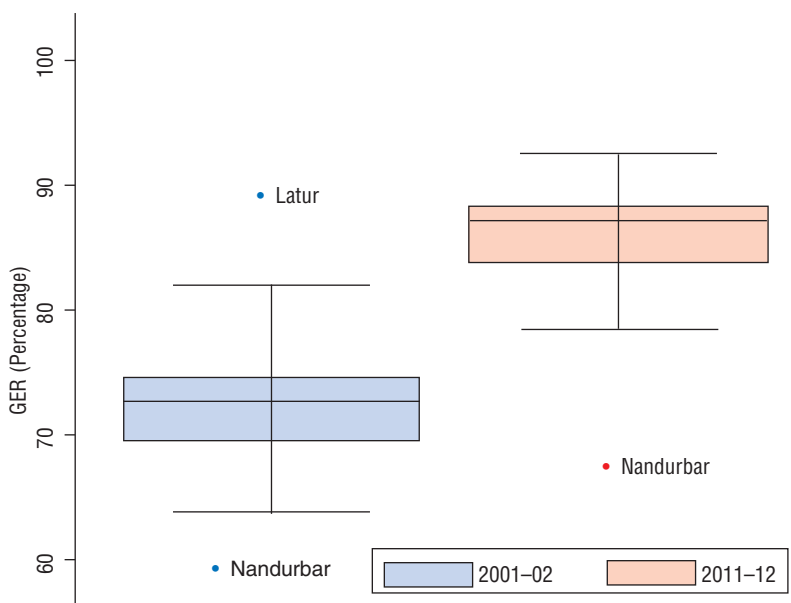 100
90
80
70
60
GER (Percentage)
Latur
Nandurbar
Nandurbar
2001–02
2011–12